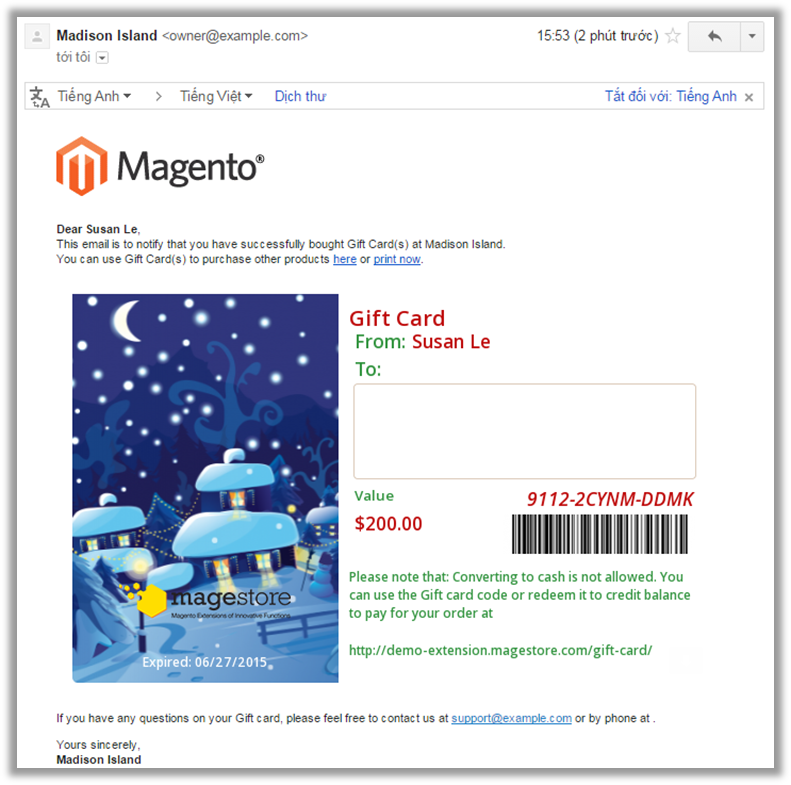 Madison Island <owner@example.com>
15:53 (2 phút trước)
tới tôi
Tiếng Anh > Tiếng Việt Dịch thư
Tắt đối với: Tiếng Anh ×
Magento®
Dear Susan Le,
This email is to notify that you have successfully bought Gift Card(s) at Madison Island.
You can use Gift Card(s) to purchase other products here or print now.
Gift Card
From: Susan Le
To:
Value
9112-2CYNM-DDMK
$200.00
Please note that: Converting to cash is not allowed. You
can use the Gift card code or redeem it to credit balance
to pay for your order at
http://demo-extension.magestore.com/gift-card/
magestore
Magento Extensions of Innovative Functions
Expired: 06/27/2015
If you have any questions on your Gift card, please feel free to contact us at support@example.com or by phone at .
Yours sincerely,
Madison Island